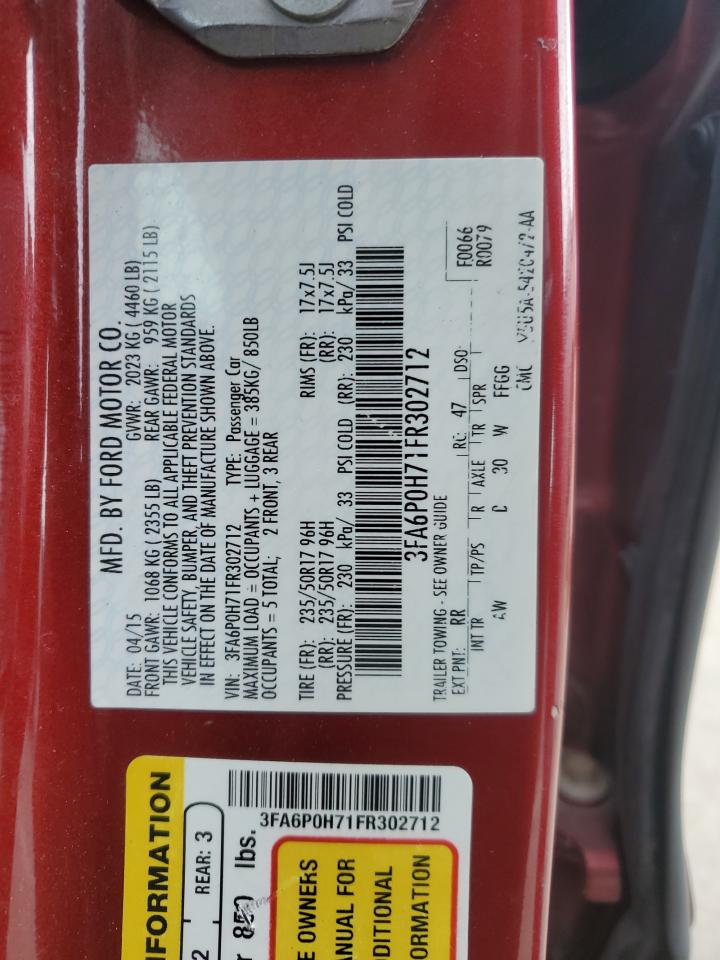 MFD. BY FORD MOTOR CO.
DATE: 04/15 GVWR: 2023 KG ( 4460 LB)
FRONT GAWR: 1068 KG ( 2355 LB) REAR GAWR: 959 KG ( 2115 LB)
THIS VEHICLE CONFORMS TO ALL APPLICABLE FEDERAL MOTOR
VEHICLE SAFETY, BUMPER, AND THEFT PREVENTION STANDARDS
IN EFFECT ON THE DATE OF MANUFACTURE SHOWN ABOVE.
VIN: 3FA6P0H71FR302712 TYPE: Passenger Car
MAXIMUM LOAD = OCCUPANTS + LUGGAGE = 385KG/ 850LB
OCCUPANTS = 5 TOTAL; 2 FRONT, 3 REAR
TIRE (FR): 235/50R17 96H RIMS (FR): 17x7.5J
(RR): 235/50R17 96H (RR): 17x7.5J
PRESSURE (FR): 230 kPa/ 33 PSI COLD (RR): 230 kPa/ 33 PSI COLD
3FA6P0H71FR302712
TRAILER TOWING - SEE OWNER GUIDE F0066
EXT PNT: RR RC: 47 DSO: R0079
INT TR TP/PS R AXLE TR SPR
AW C 30 W FFGG
3FA6P0H71FR302712
NFORMATION
2 REAR: 3
r 850 lbs.
E OWNERS
ANUAL FOR
DITIONAL
ORMATION